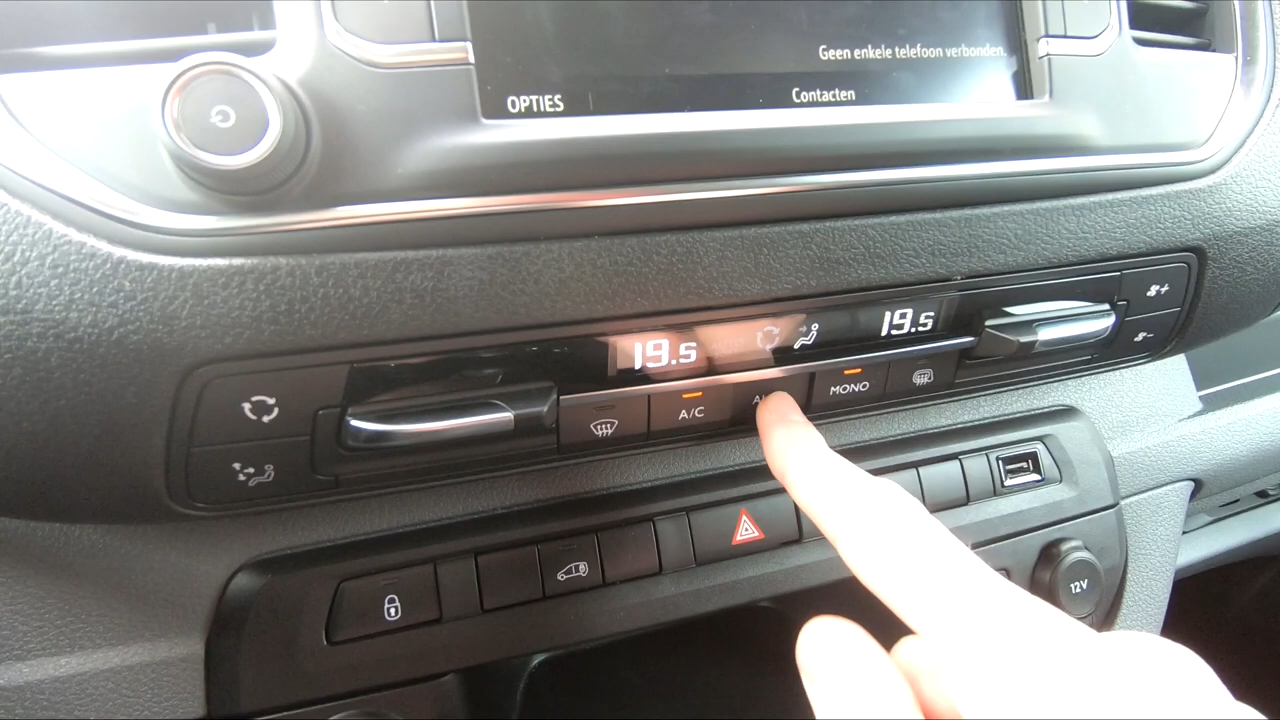 Geen enkele telefoon verbonden.
OPTIES
Contacten
19.5
19.5
A/C
MONO
12V